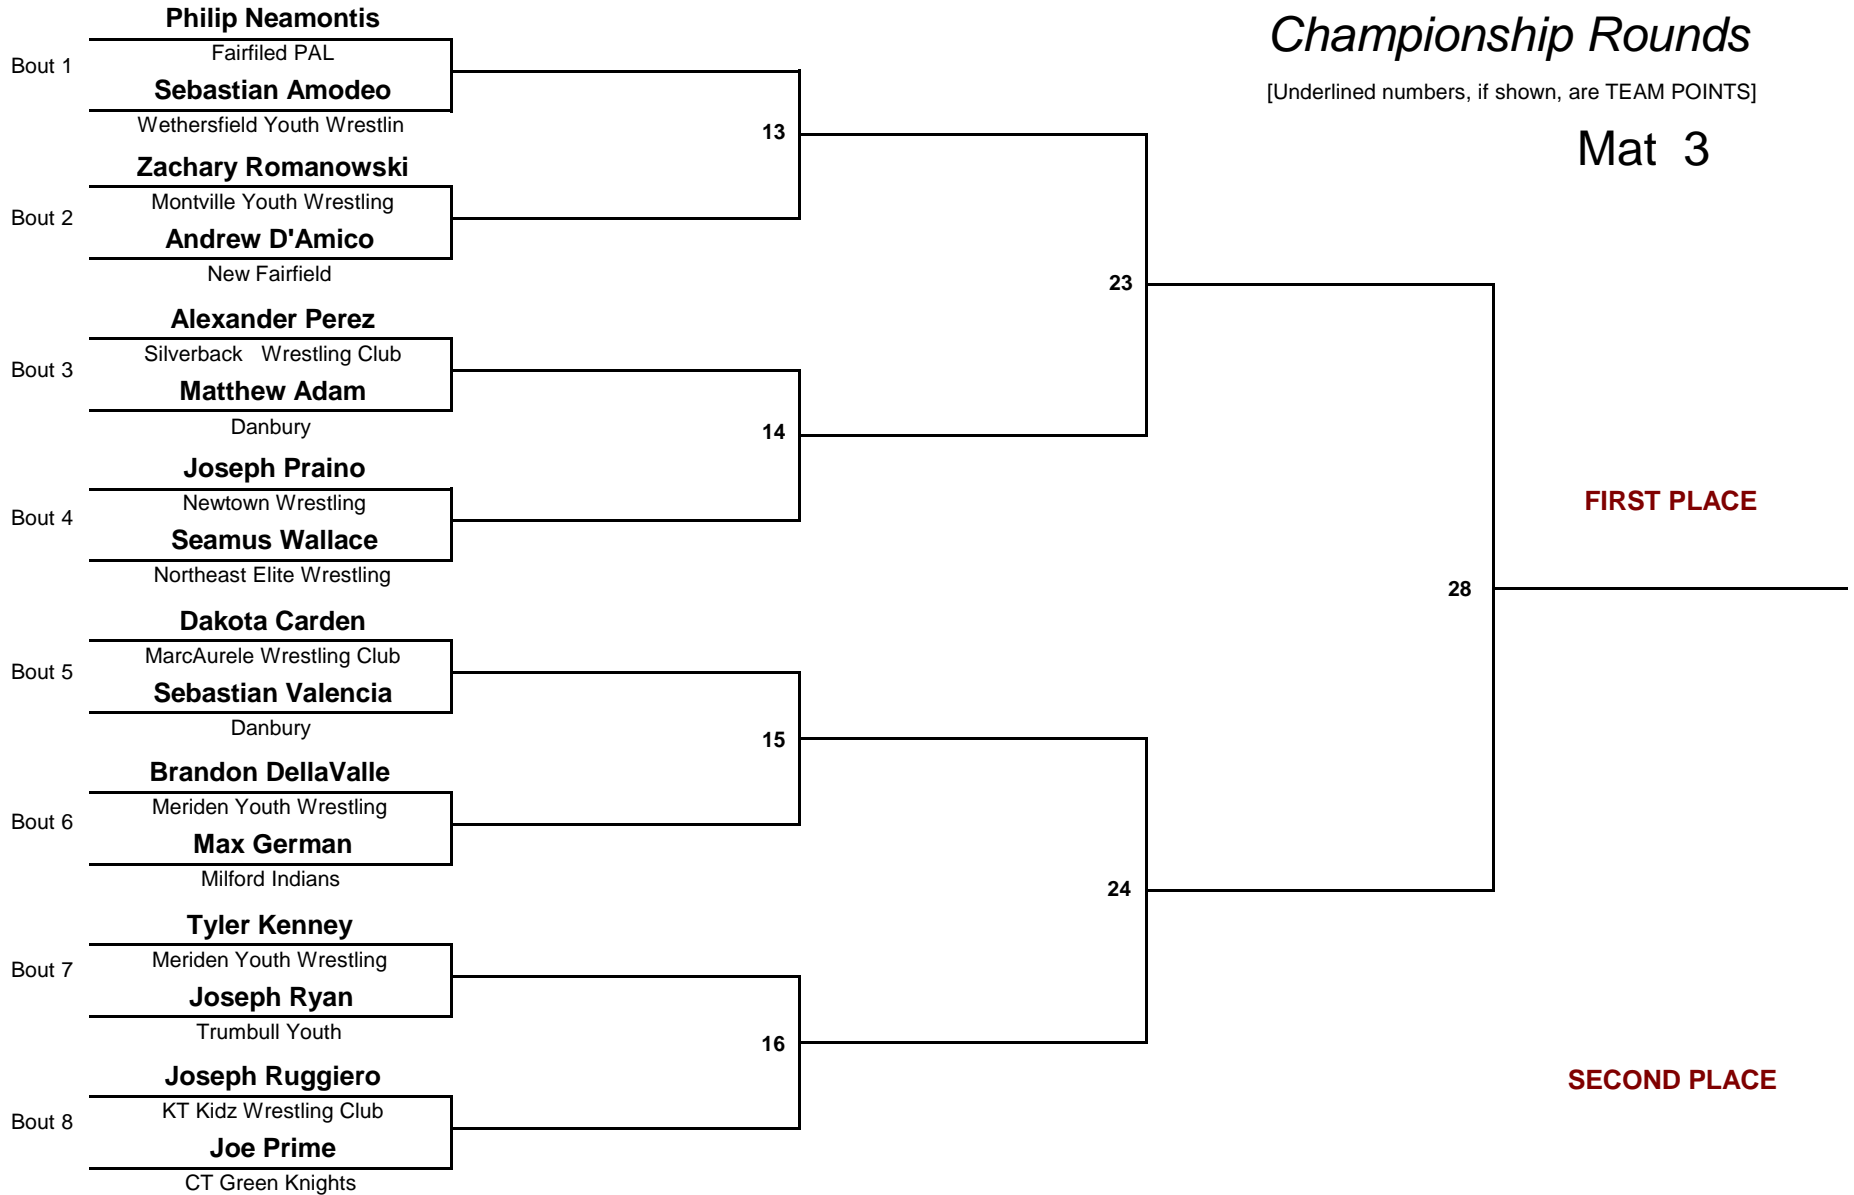 Philip Neamontis
Championship Rounds
Bout 1
Fairfiled PAL
Sebastian Amodeo
[Underlined numbers, if shown, are TEAM POINTS]
Wethersfield Youth Wrestlin
13
Mat 3
Zachary Romanowski
Montville Youth Wrestling
Bout 2
Andrew D'Amico
New Fairfield
23
Alexander Perez
Silverback Wrestling Club
Bout 3
Matthew Adam
Danbury
14
Joseph Praino
Newtown Wrestling
FIRST PLACE
Bout 4
Seamus Wallace
Northeast Elite Wrestling
28
Dakota Carden
MarcAurele Wrestling Club
Bout 5
Sebastian Valencia
Danbury
15
Brandon DellaValle
Meriden Youth Wrestling
Bout 6
Max German
Milford Indians
24
Tyler Kenney
Meriden Youth Wrestling
Bout 7
Joseph Ryan
Trumbull Youth
16
Joseph Ruggiero
SECOND PLACE
KT Kidz Wrestling Club
Bout 8
Joe Prime
CT Green Knights